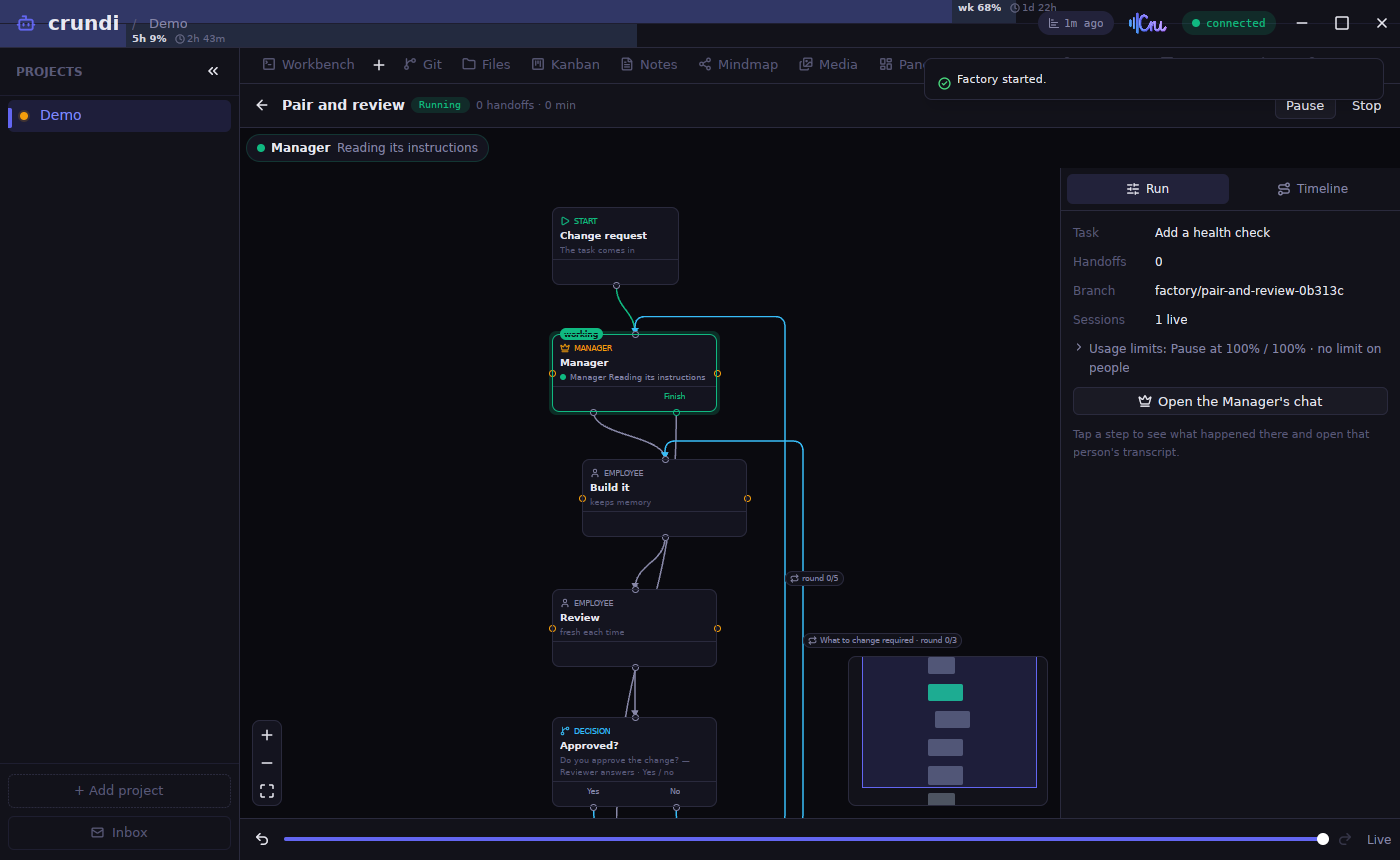 wk 68% 1d 22h
crundi / Demo
5h 9% 2h 43m
1m ago
Cru
connected
PROJECTS
Workbench
Git
Files
Kanban
Notes
Mindmap
Media
Factory started.
Demo
Pair and review Running 0 handoffs · 0 min
Pause Stop
Manager Reading its instructions
Run Timeline
START
Change request
The task comes in
Task Add a health check
Handoffs 0
Branch factory/pair-and-review-0b313c
Sessions 1 live
Usage limits: Pause at 100% / 100% · no limit on
people
Open the Manager's chat
Tap a step to see what happened there and open that
person's transcript.
working
MANAGER
Manager
Manager Reading its instructions
Finish
EMPLOYEE
Build it
keeps memory
round 0/5
EMPLOYEE
Review
fresh each time
What to change required · round 0/3
DECISION
Approved?
Do you approve the change? —
Reviewer answers · Yes / no
Yes No
+ Add project
Inbox
Live